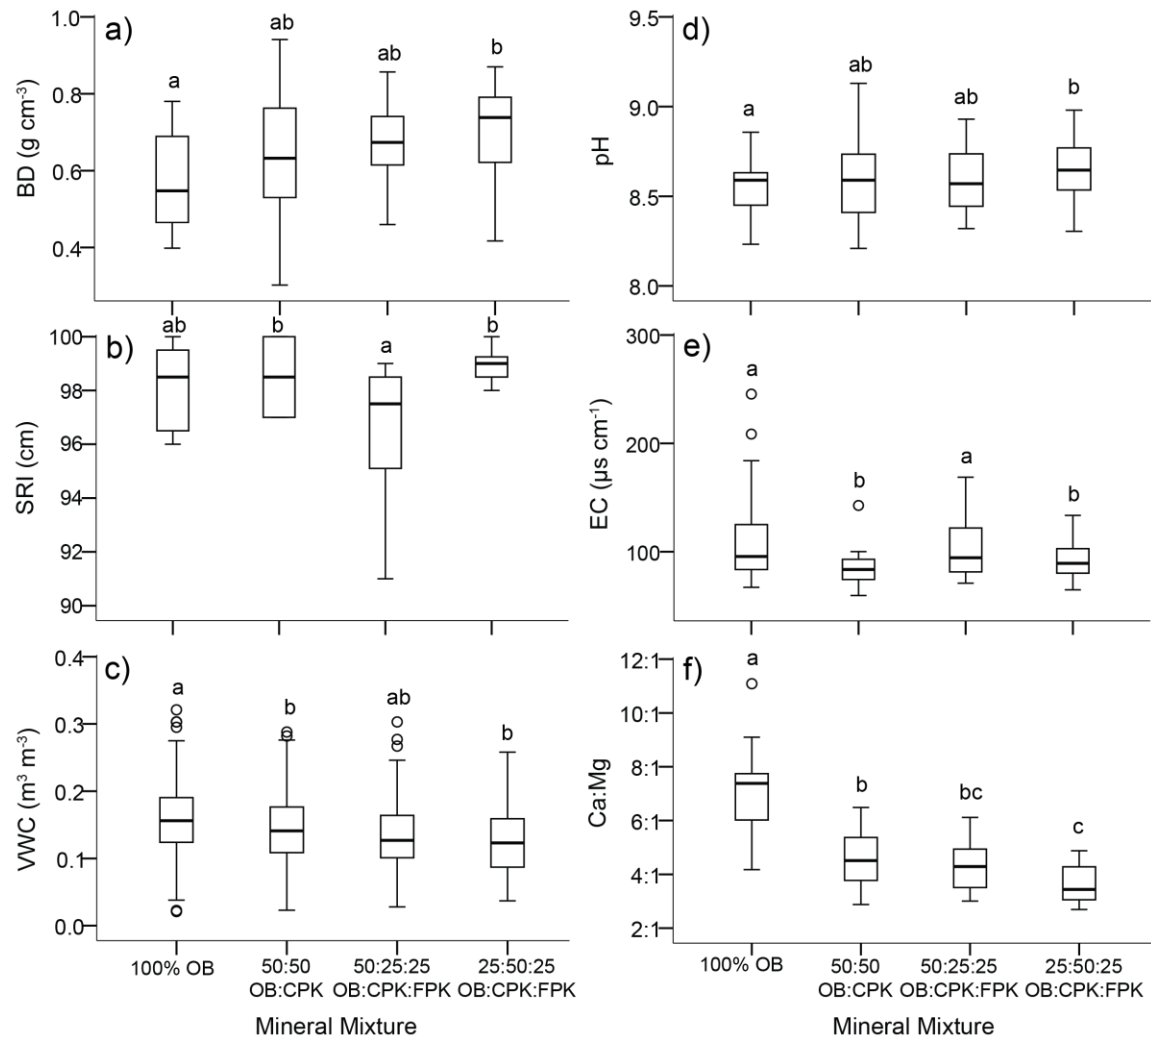 a)
BD (g cm⁻³)
1.0
0.8
0.6
0.4
a
ab
ab
b
b)
SRI (cm)
100
98
96
94
92
90
ab
b
a
b
c)
VWC (m³ m⁻³)
0.4
0.3
0.2
0.1
0.0
a
b
ab
b
100% OB
50:50
OB:CPK
50:25:25
OB:CPK:FPK
25:50:25
OB:CPK:FPK
Mineral Mixture
d)
pH
9.5
9.0
8.5
8.0
a
ab
ab
b
e)
EC (µs cm⁻¹)
300
200
100
a
b
a
b
f)
Ca:Mg
12:1
10:1
8:1
6:1
4:1
2:1
a
b
bc
c
100% OB
50:50
OB:CPK
50:25:25
OB:CPK:FPK
25:50:25
OB:CPK:FPK
Mineral Mixture